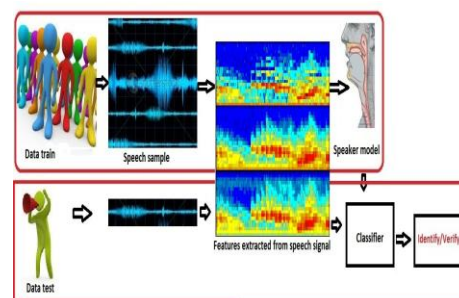 Data train
Speech sample
Speaker model
Features extracted from speech signal
Classifier
Identify/Verify
Data test